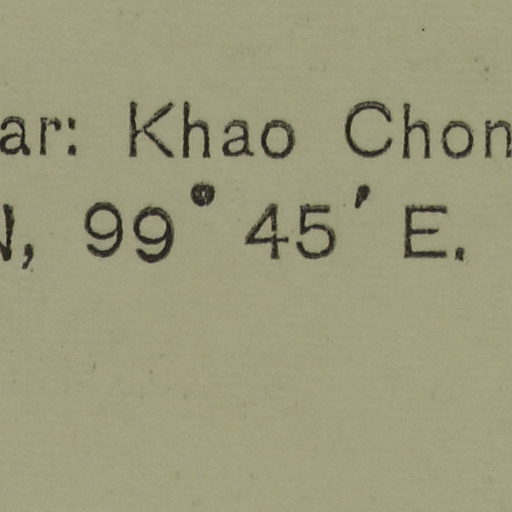 ar: Khao Chon
N, 99° 45′ E.